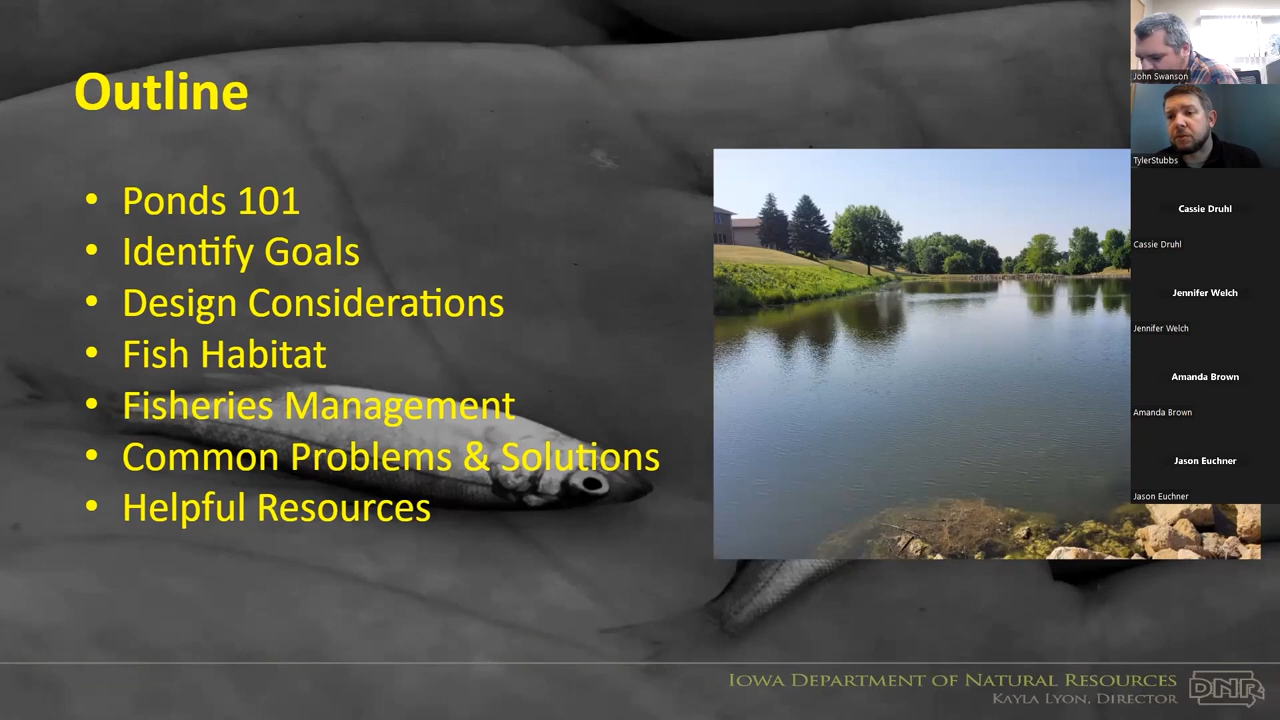 Outline
• Ponds 101
• Identify Goals
• Design Considerations
• Fish Habitat
• Fisheries Management
• Common Problems & Solutions
• Helpful Resources
John Swanson
TylerStubbs
Cassie Druhl
Cassie Druhl
Jennifer Welch
Jennifer Welch
Amanda Brown
Amanda Brown
Jason Euchner
Jason Euchner
IOWA DEPARTMENT OF NATURAL RESOURCES
KAYLA LYON, DIRECTOR
DNR